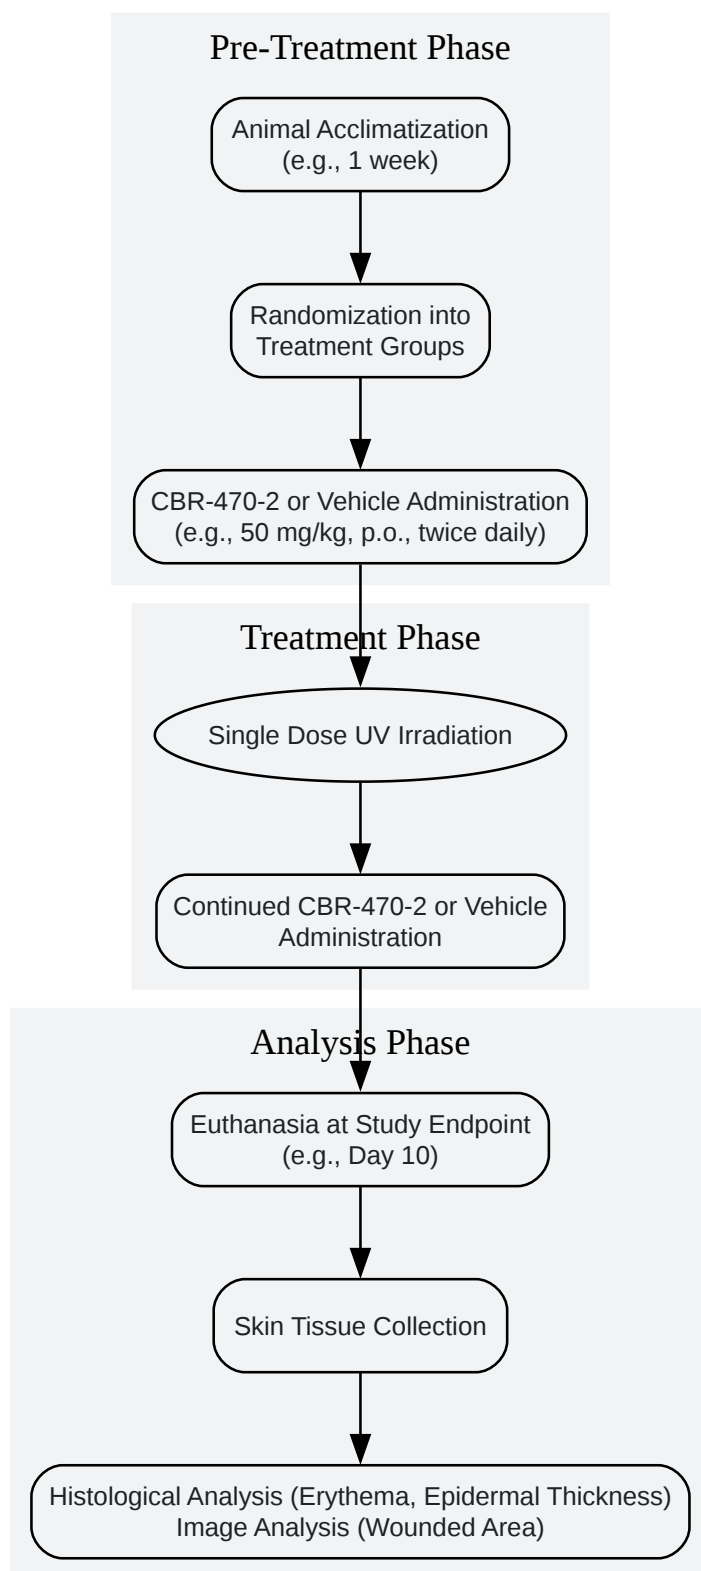 Pre-Treatment Phase
Animal Acclimatization
(e.g., 1 week)
Randomization into
Treatment Groups
CBR-470-2 or Vehicle Administration
(e.g., 50 mg/kg, p.o., twice daily)
Treatment Phase
Single Dose UV Irradiation
Continued CBR-470-2 or Vehicle
Administration
Analysis Phase
Euthanasia at Study Endpoint
(e.g., Day 10)
Skin Tissue Collection
Histological Analysis (Erythema, Epidermal Thickness)
Image Analysis (Wounded Area)